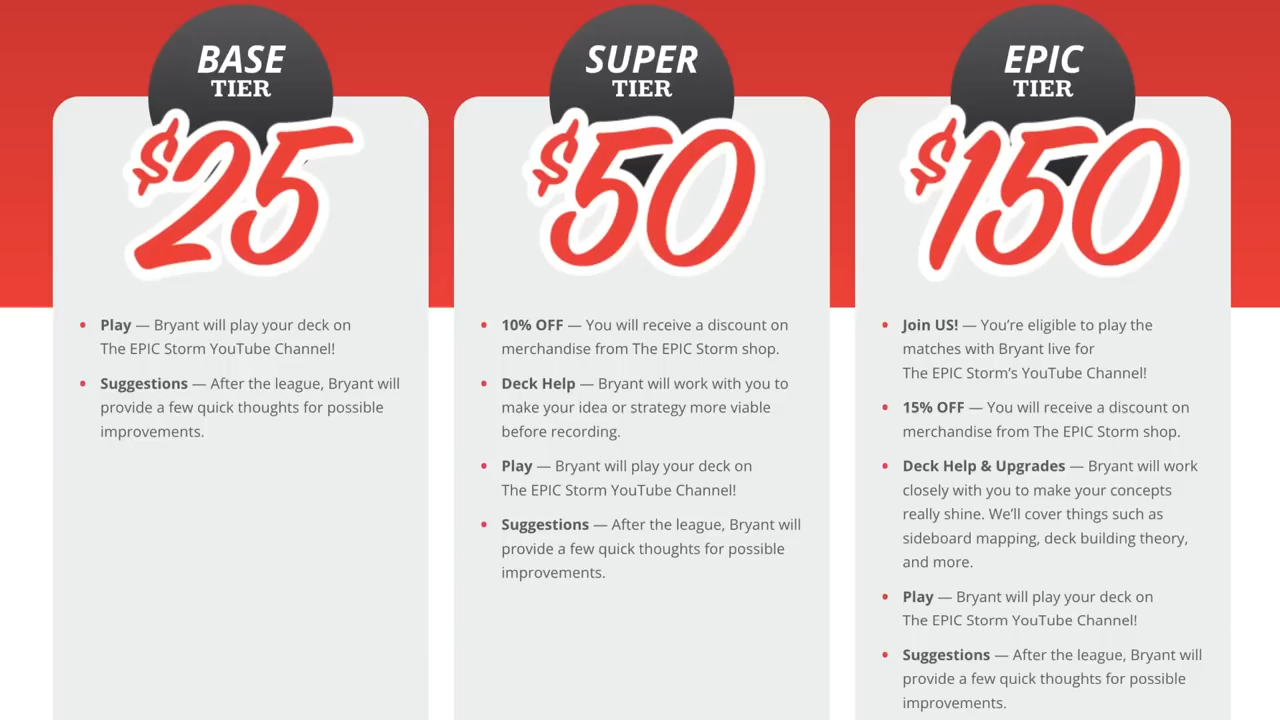 BASE
TIER
$25
• Play — Bryant will play your deck on
The EPIC Storm YouTube Channel!
• Suggestions — After the league, Bryant will
provide a few quick thoughts for possible
improvements.
SUPER
TIER
$50
• 10% OFF — You will receive a discount on
merchandise from The EPIC Storm shop.
• Deck Help — Bryant will work with you to
make your idea or strategy more viable
before recording.
• Play — Bryant will play your deck on
The EPIC Storm YouTube Channel!
• Suggestions — After the league, Bryant will
provide a few quick thoughts for possible
improvements.
EPIC
TIER
$150
• Join US! — You’re eligible to play the
matches with Bryant live for
The EPIC Storm’s YouTube Channel!
• 15% OFF — You will receive a discount on
merchandise from The EPIC Storm shop.
• Deck Help & Upgrades — Bryant will work
closely with you to make your concepts
really shine. We’ll cover things such as
sideboard mapping, deck building theory,
and more.
• Play — Bryant will play your deck on
The EPIC Storm YouTube Channel!
• Suggestions — After the league, Bryant will
provide a few quick thoughts for possible
improvements.